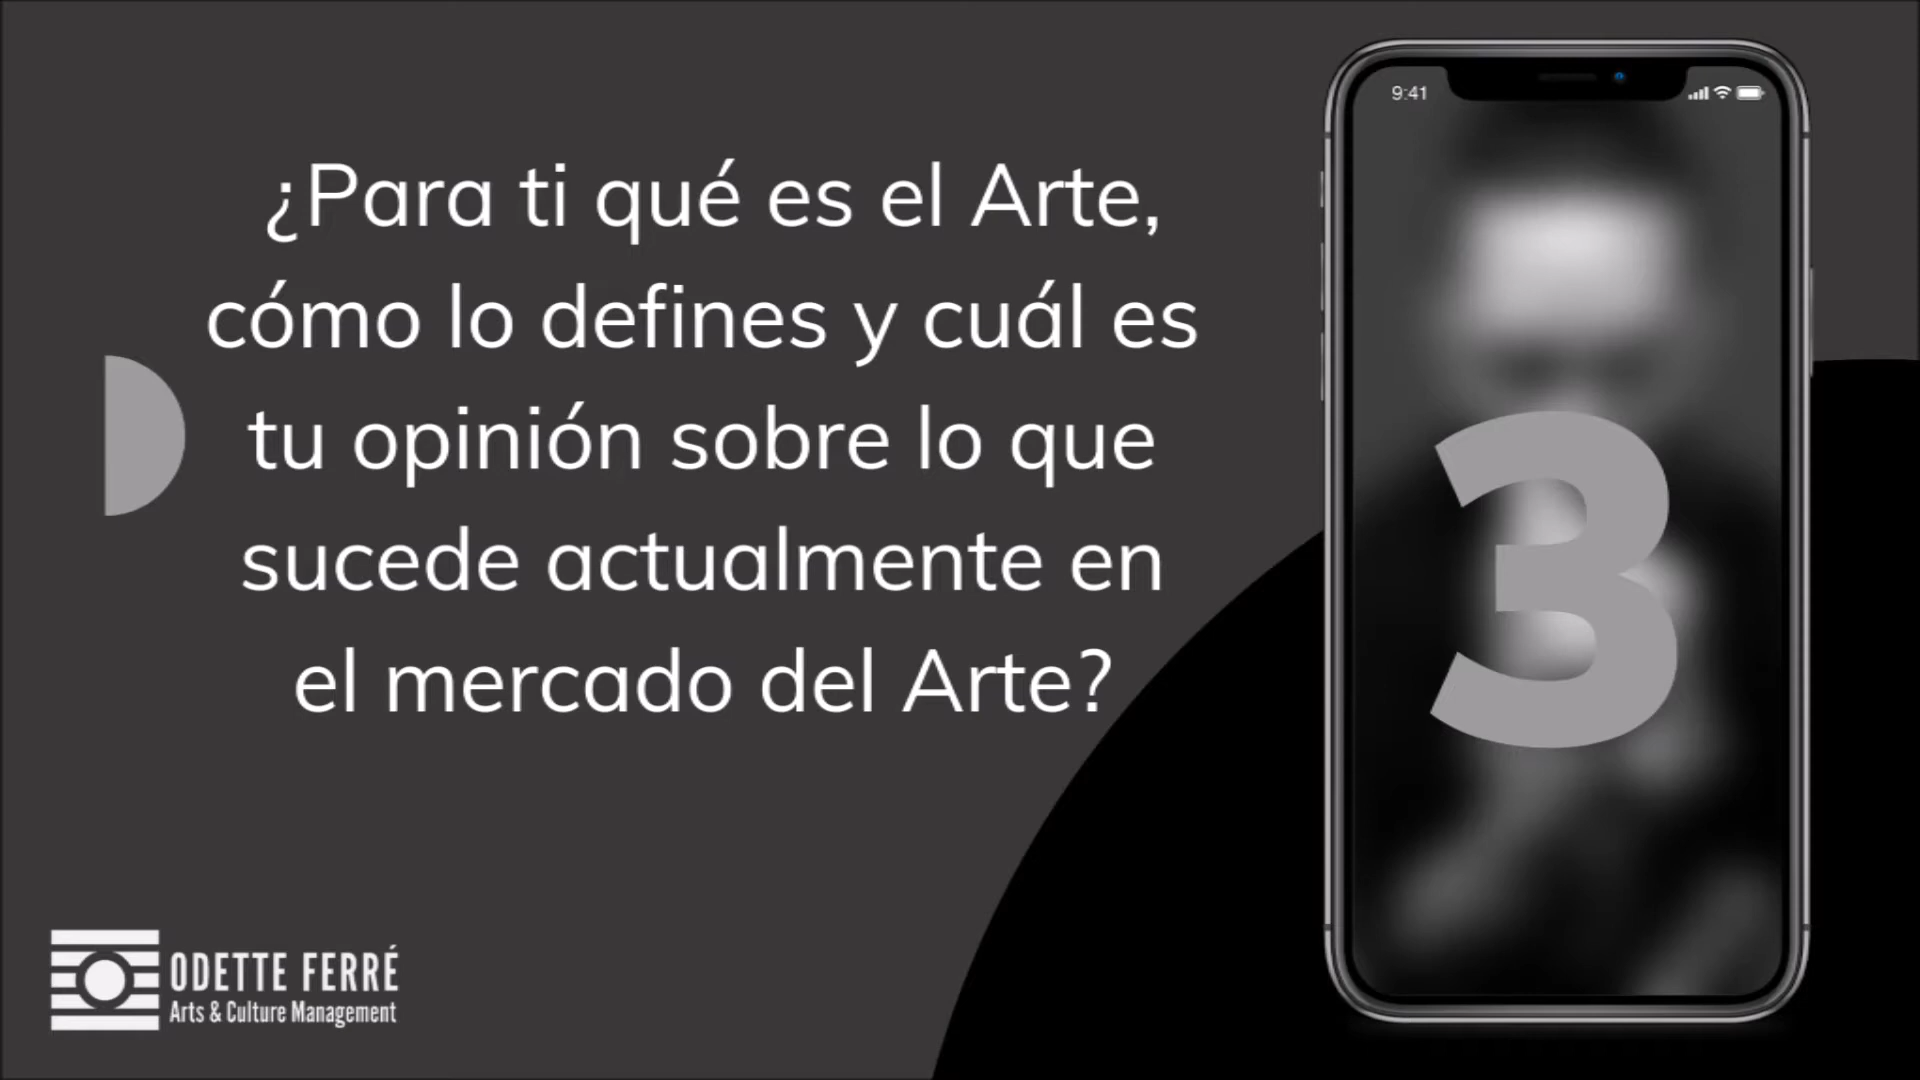 ¿Para ti qué es el Arte,
cómo lo defines y cuál es
tu opinión sobre lo que
sucede actualmente en
el mercado del Arte?
9:41
3
ODETTE FERRÉ
Arts & Culture Management